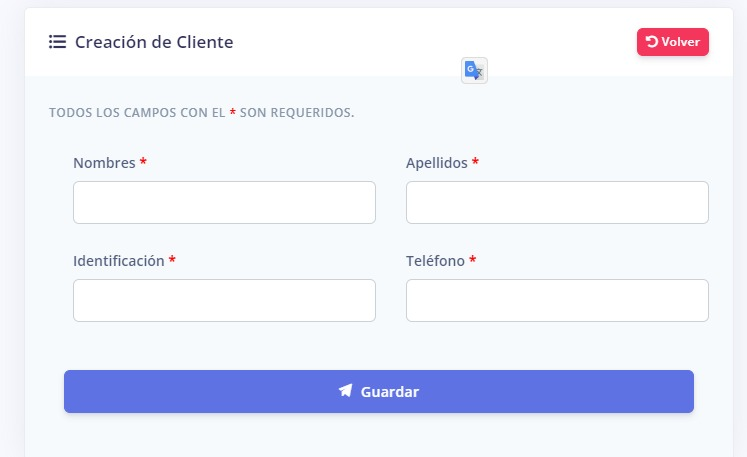 Creación de Cliente
Volver
TODOS LOS CAMPOS CON EL * SON REQUERIDOS.
Nombres *
Apellidos *
Identificación *
Teléfono *
Guardar